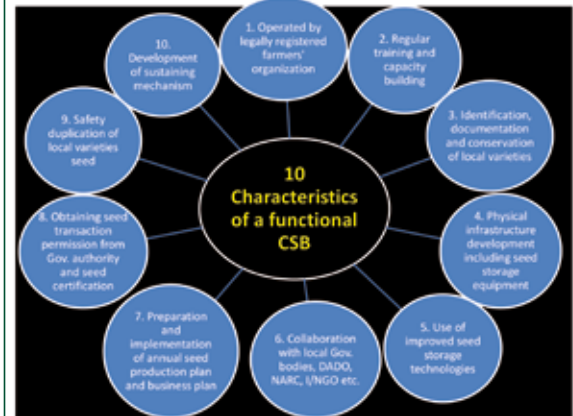 10
Characteristics
of a functional
CSB
1. Operated by
legally registered
farmers'
organization
2. Regular
training and
capacity
building
3. Identification,
documentation
and conservation
of local varieties
4. Physical
infrastructure
development
including seed
storage
equipment
5. Use of
improved seed
storage
technologies
6. Collaboration
with local Gov.
bodies, DADO,
NARC, I/NGO etc.
7. Preparation
and
implementation
of annual seed
production plan
and business plan
8. Obtaining seed
transaction
permission from
Gov. authority
and seed
certification
9. Safety
duplication of
local varieties
seed
10.
Development
of sustaining
mechanism